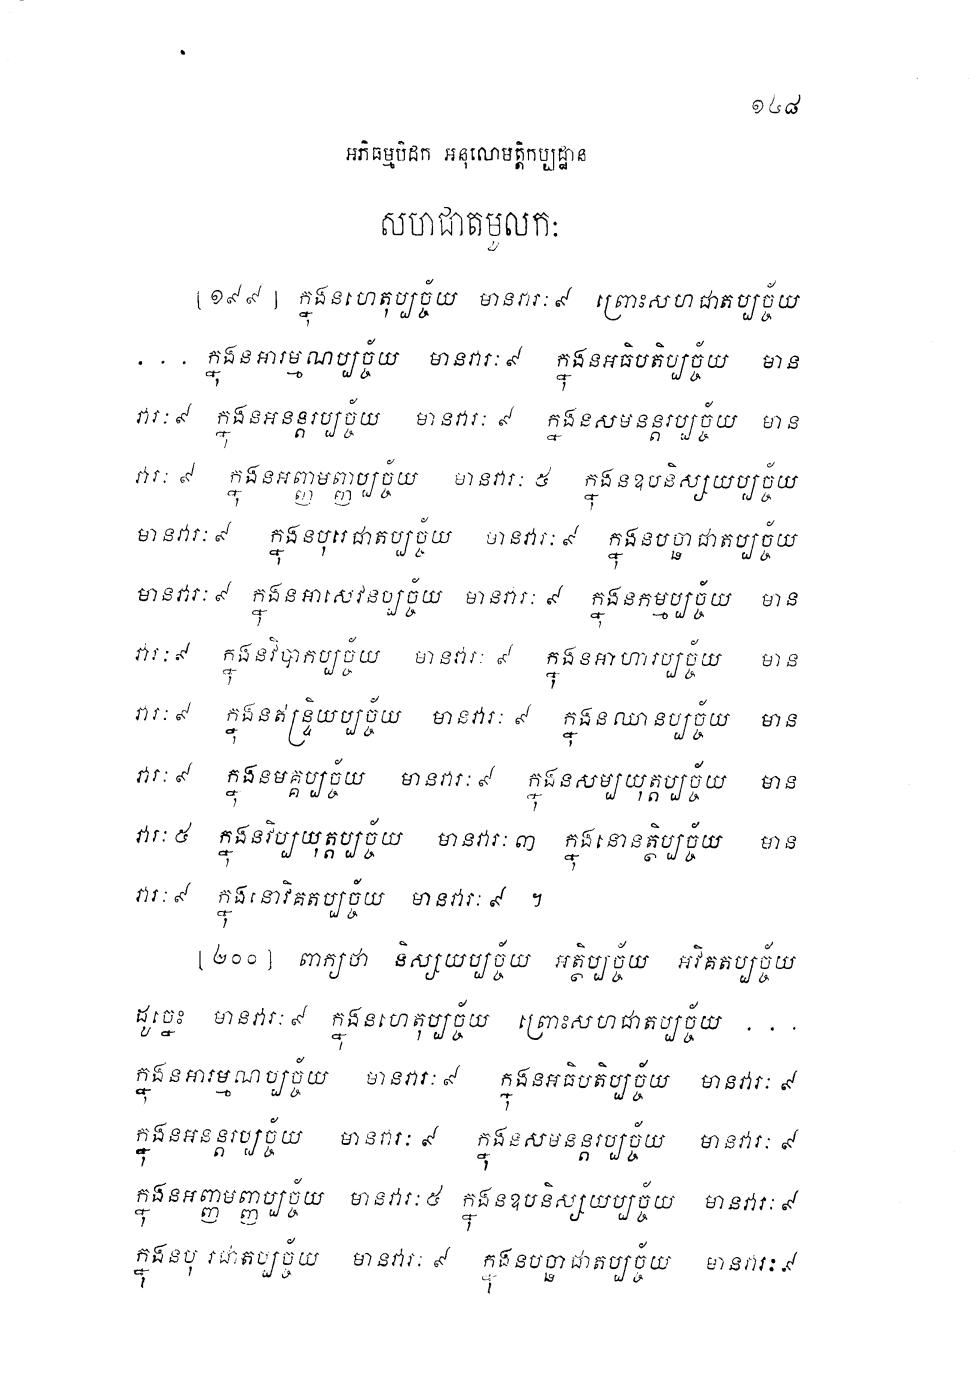 ១៤៨
អភិធម្មបិដក អនុលោមត្តិកប្បដ្ឋាន
សហជាតមូលកៈ
[១៩៩] ក្នុងនហេតុប្បច្ច័យ មានវារៈ៩ ព្រោះសហជាតប្បច្ច័យ
. . . ក្នុងនអារម្មណប្បច្ច័យ មានវារៈ៩ ក្នុងនអធិបតិប្បច្ច័យ មាន
វារៈ៩ ក្នុងនអនន្តរប្បច្ច័យ មានវារៈ ៩ ក្នុងនសមនន្តរប្បច្ច័យ មាន
វារៈ ៩ ក្នុងនអញ្ញាមញ្ញប្បច្ច័យ មានវារៈ ៥ ក្នុងនឧបនិស្សយប្បច្ច័យ
មានវារៈ៩ ក្នុងនបុរេជាតប្បច្ច័យ មានវារៈ៩ ក្នុងនបច្ឆាជាតប្បច្ច័យ
មានវារៈ៩ ក្នុងនអាសេវនប្បច្ច័យ មានវារៈ ៩ ក្នុងនកម្មប្បច្ច័យ មាន
វារៈ៩ ក្នុងនវិបាកប្បច្ច័យ មានវារៈ ៩ ក្នុងនអាហារប្បច្ច័យ មាន
វារៈ៩ ក្នុងនឥន្ទ្រិយប្បច្ច័យ មានវារៈ ៩ ក្នុងនឈានប្បច្ច័យ មាន
វារៈ៩ ក្នុងនមគ្គប្បច្ច័យ មានវារៈ៩ ក្នុងនសម្បយុត្តប្បច្ច័យ មាន
វារៈ៥ ក្នុងនវិប្បយុត្តប្បច្ច័យ មានវារៈ៣ ក្នុងនោនត្ថិប្បច្ច័យ មាន
វារៈ៩ ក្នុងនោវិគតប្បច្ច័យ មានវារៈ៩ ។
[២០០] ពាក្យថា និស្សយប្បច្ច័យ អត្ថិប្បច្ច័យ អវិគតប្បច្ច័យ
ដូច្នេះ មានវារៈ៩ ក្នុងនហេតុប្បច្ច័យ ព្រោះសហជាតប្បច្ច័យ . . .
ក្នុងនអារម្មណប្បច្ច័យ មានវារៈ៩ ក្នុងនអធិបតិប្បច្ច័យ មានវារៈ ៩
ក្នុងនអនន្តរប្បច្ច័យ មានវារៈ ៩ ក្នុងនសមនន្តរប្បច្ច័យ មានវារៈ ៩
ក្នុងនអញ្ញាមញ្ញប្បច្ច័យ មានវារៈ៥ ក្នុងនឧបនិស្សយប្បច្ច័យ មានវារៈ៩
ក្នុងនបុរេជាតប្បច្ច័យ មានវារៈ ៩ ក្នុងនបច្ឆាជាតប្បច្ច័យ មានវារៈ៩